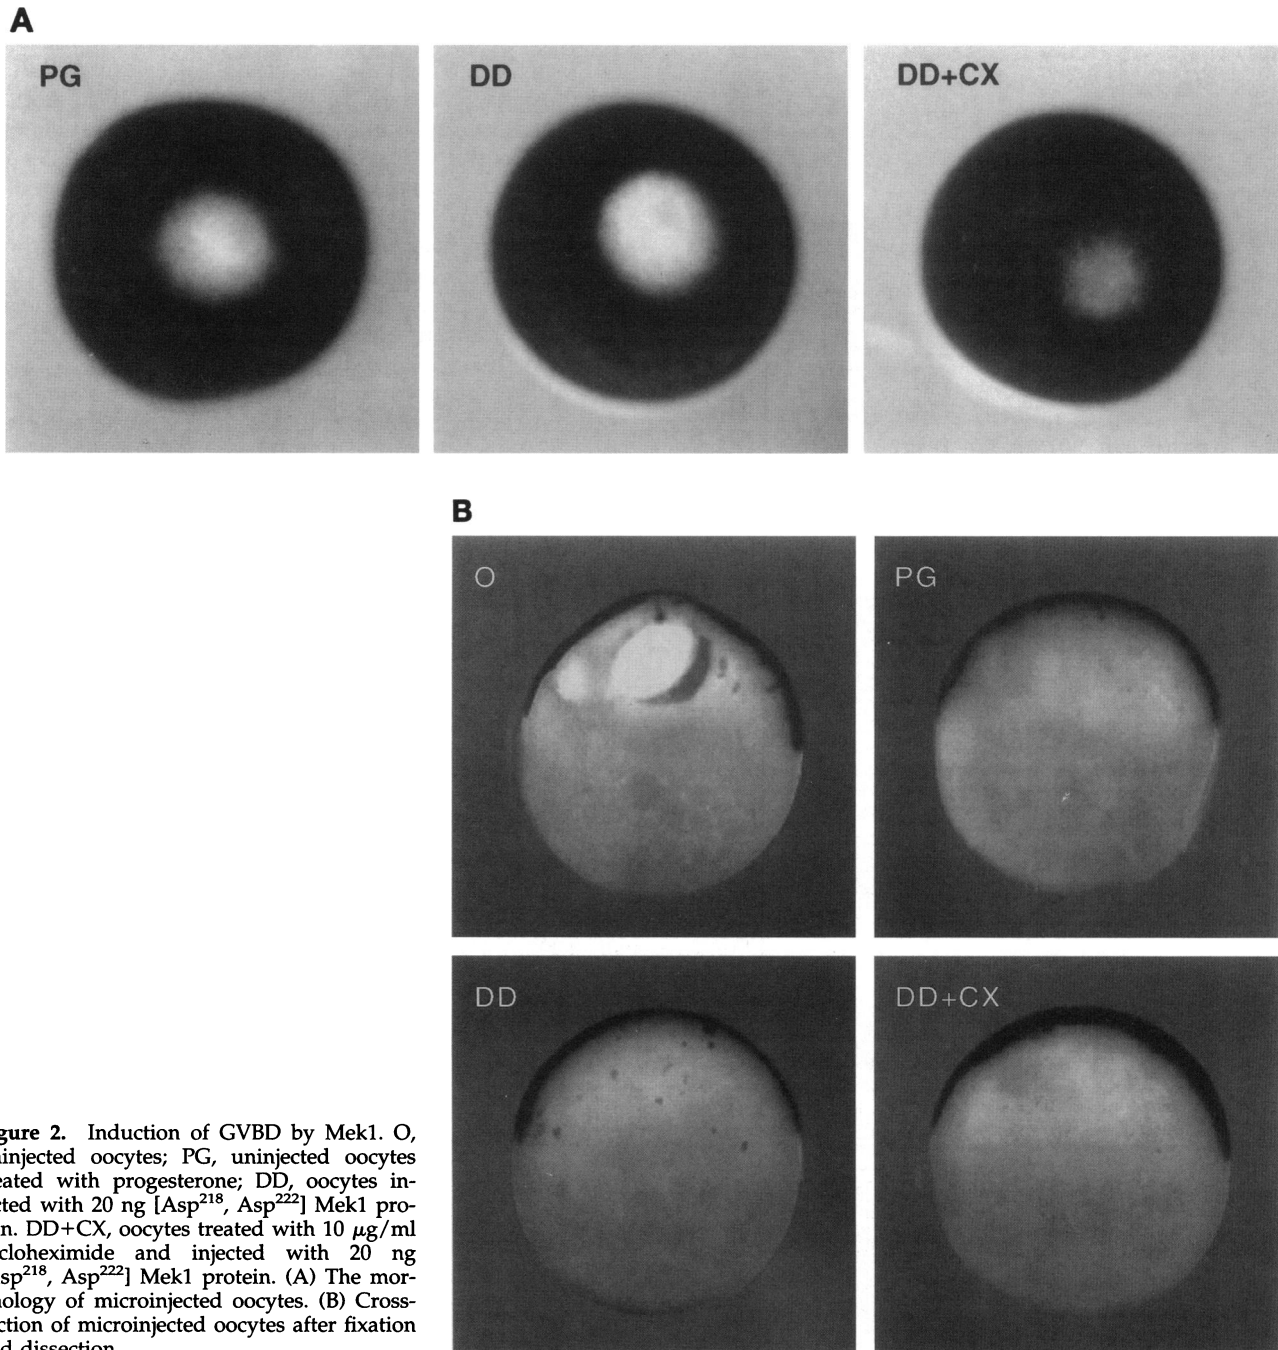 A
PG
DD
DD+CX
B
O
PG
DD
DD+CX
gure 2. Induction of GVBD by Mek1. O,
injected oocytes; PG, uninjected oocytes
eated with progesterone; DD, oocytes in-
cted with 20 ng [Asp²¹⁸, Asp²²²] Mek1 pro-
n. DD+CX, oocytes treated with 10 μg/ml
cloheximide and injected with 20 ng
sp²¹⁸, Asp²²²] Mek1 protein. (A) The mor-
ology of microinjected oocytes. (B) Cross-
ction of microinjected oocytes after fixation
d dissection.